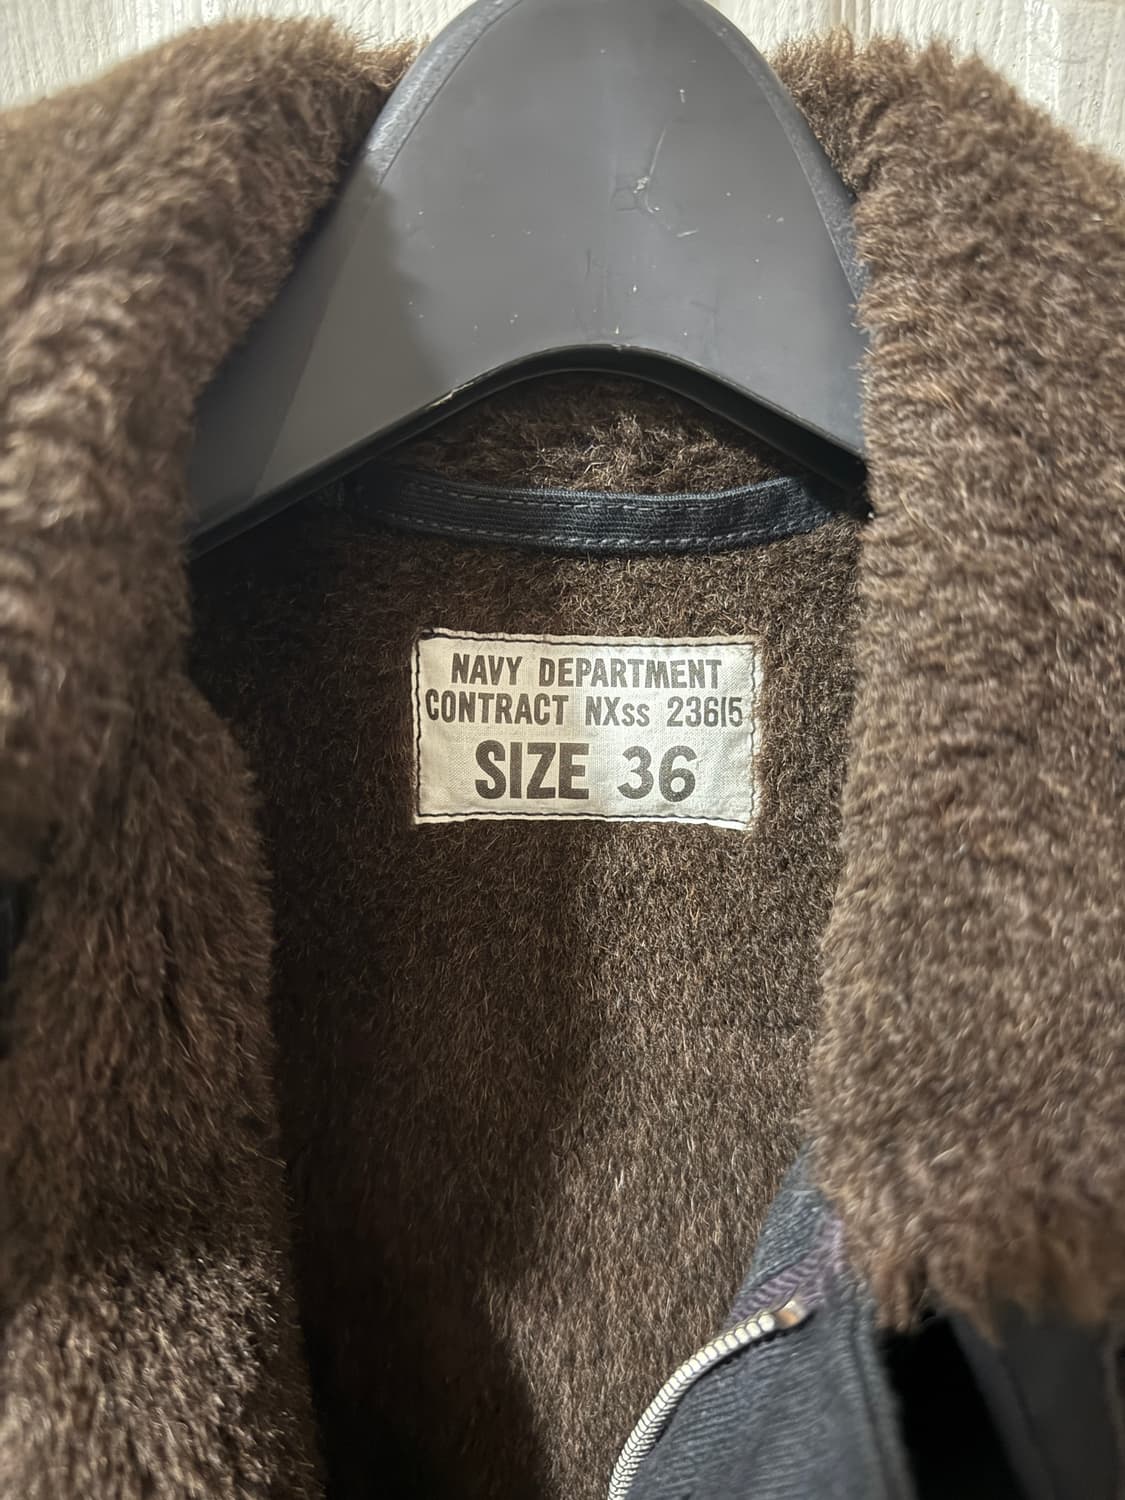 NAVY DEPARTMENT
CONTRACT NXss 23615
SIZE 36